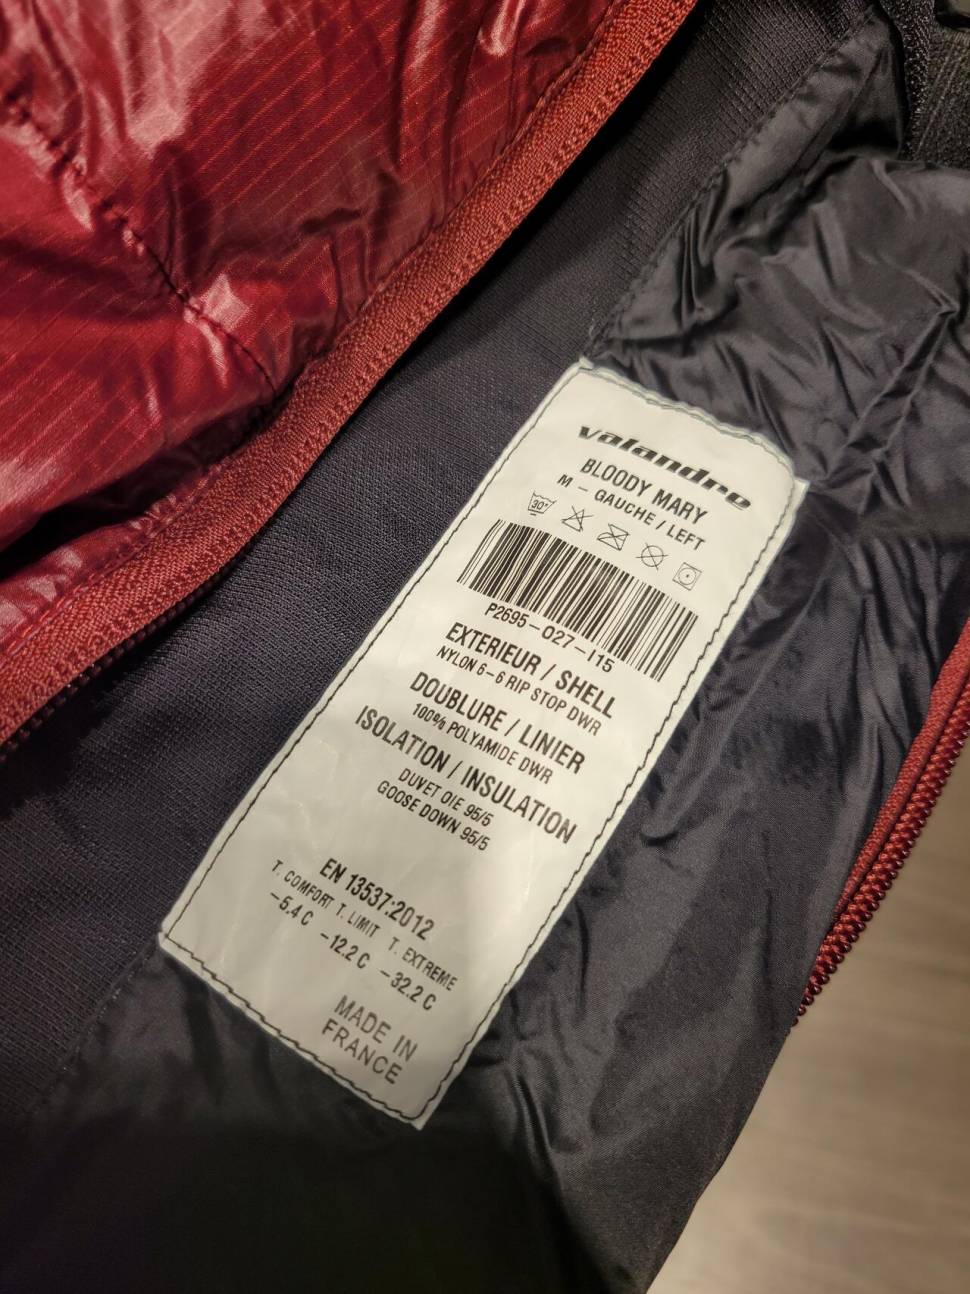 valandre
BLOODY MARY
M - GAUCHE / LEFT
30°
P2695-027-115
EXTERIEUR / SHELL
NYLON 6-6 RIP STOP DWR
DOUBLURE / LINIER
100% POLYAMIDE DWR
ISOLATION / INSULATION
DUVET OIE 95/5
GOOSE DOWN 95/5
EN 13537:2012
T. COMFORT T. LIMIT T. EXTREME
-5.4 C -12.2 C -32.2 C
MADE IN
FRANCE